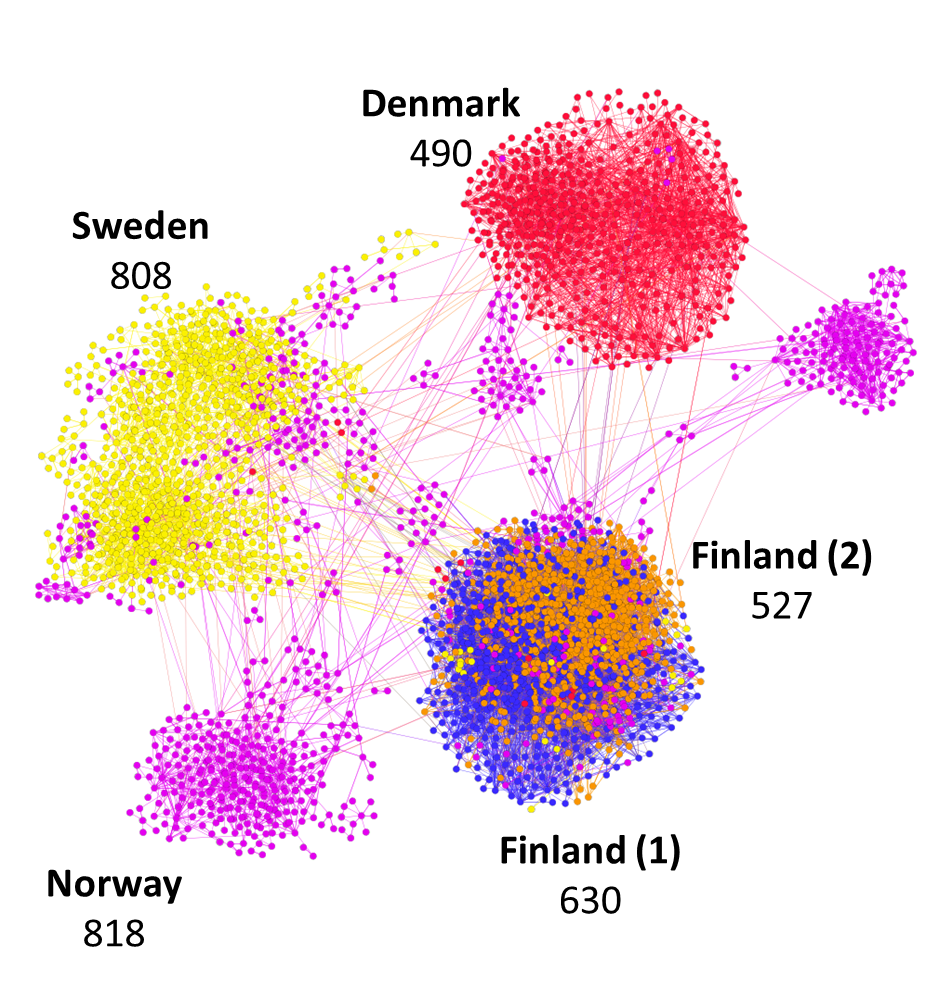 Denmark
490
Sweden
808
Finland (2)
527
Finland (1)
630
Norway
818